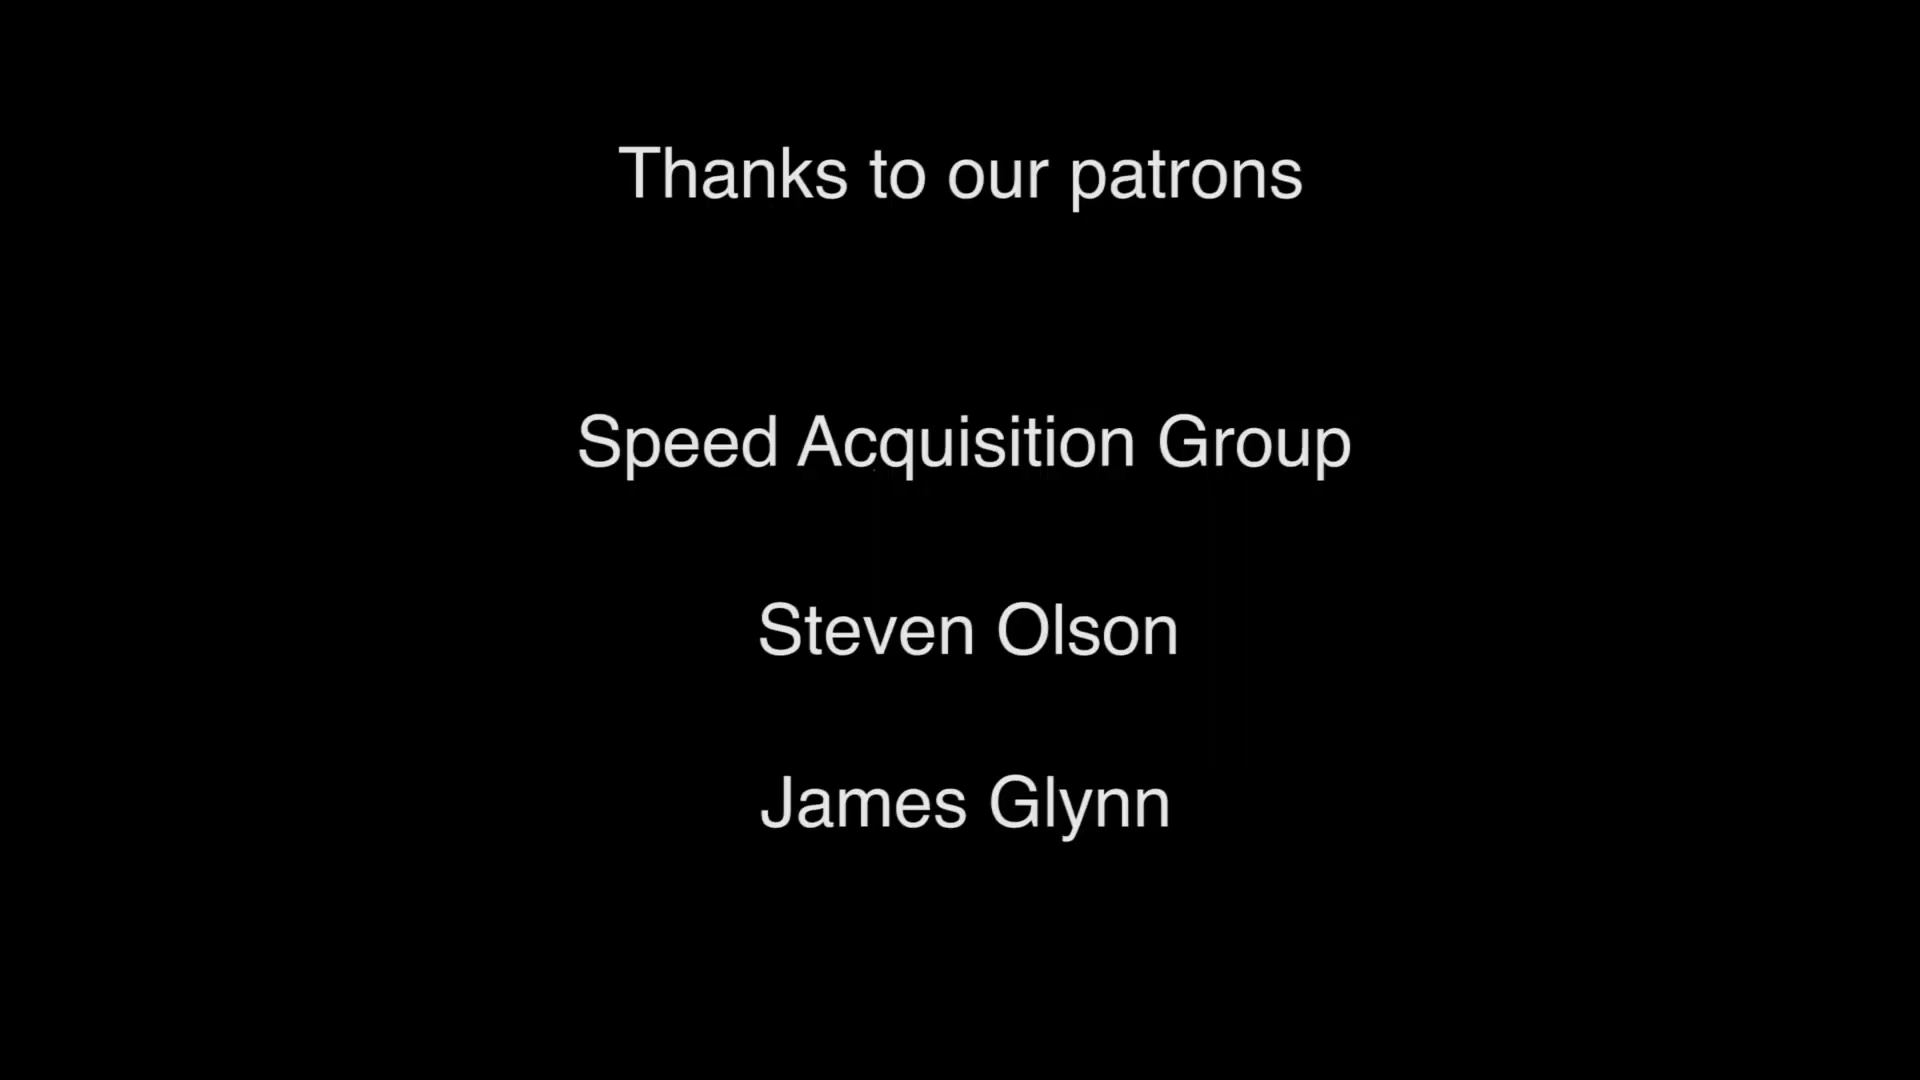 Thanks to our patrons
Speed Acquisition Group
Steven Olson
James Glynn